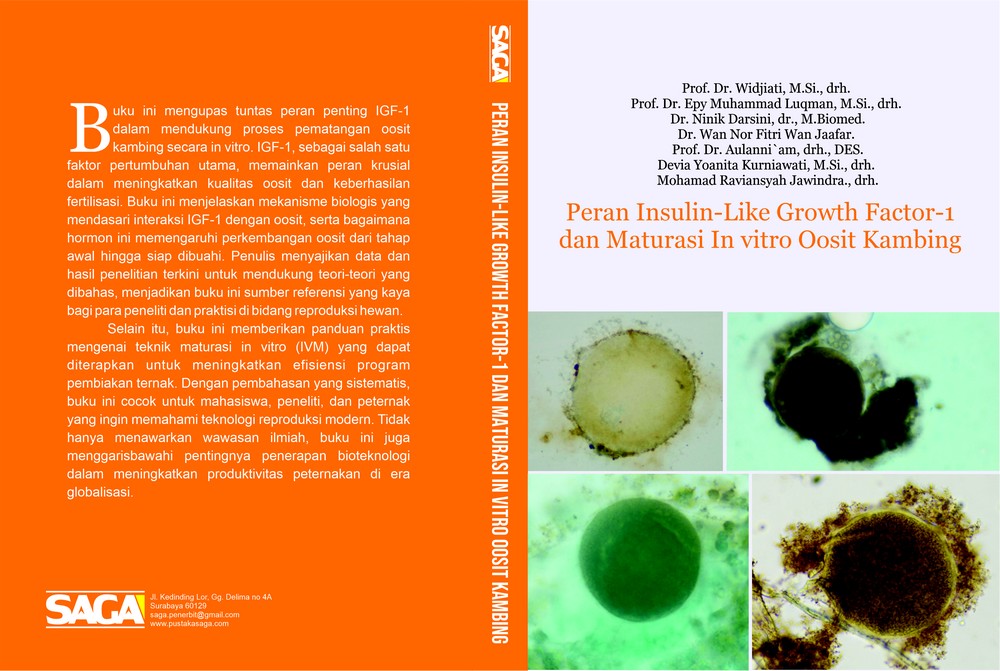 Buku ini mengupas tuntas peran penting IGF-1
dalam mendukung proses pematangan oosit
kambing secara in vitro. IGF-1, sebagai salah satu
faktor pertumbuhan utama, memainkan peran krusial
dalam meningkatkan kualitas oosit dan keberhasilan
fertilisasi. Buku ini menjelaskan mekanisme biologis yang
mendasari interaksi IGF-1 dengan oosit, serta bagaimana
hormon ini memengaruhi perkembangan oosit dari tahap
awal hingga siap dibuahi. Penulis menyajikan data dan
hasil penelitian terkini untuk mendukung teori-teori yang
dibahas, menjadikan buku ini sumber referensi yang kaya
bagi para peneliti dan praktisi di bidang reproduksi hewan.
Selain itu, buku ini memberikan panduan praktis
mengenai teknik maturasi in vitro (IVM) yang dapat
diterapkan untuk meningkatkan efisiensi program
pembiakan ternak. Dengan pembahasan yang sistematis,
buku ini cocok untuk mahasiswa, peneliti, dan peternak
yang ingin memahami teknologi reproduksi modern. Tidak
hanya menawarkan wawasan ilmiah, buku ini juga
menggarisbawahi pentingnya penerapan bioteknologi
dalam meningkatkan produktivitas peternakan di era
globalisasi.
SAGA
Jl. Kedinding Lor, Gg. Delima no 4A
Surabaya 60129
saga.penerbit@gmail.com
www.pustakasaga.com
SAGA
PERAN INSULIN-LIKE GROWTH FACTOR-1 DAN MATURASI IN VITRO OOSIT KAMBING
Prof. Dr. Widjiati, M.Si., drh.
Prof. Dr. Epy Muhammad Luqman, M.Si., drh.
Dr. Ninik Darsini, dr., M.Biomed.
Dr. Wan Nor Fitri Wan Jaafar.
Prof. Dr. Aulanni`am, drh., DES.
Devia Yoanita Kurniawati, M.Si., drh.
Mohamad Raviansyah Jawindra., drh.
Peran Insulin-Like Growth Factor-1
dan Maturasi In vitro Oosit Kambing